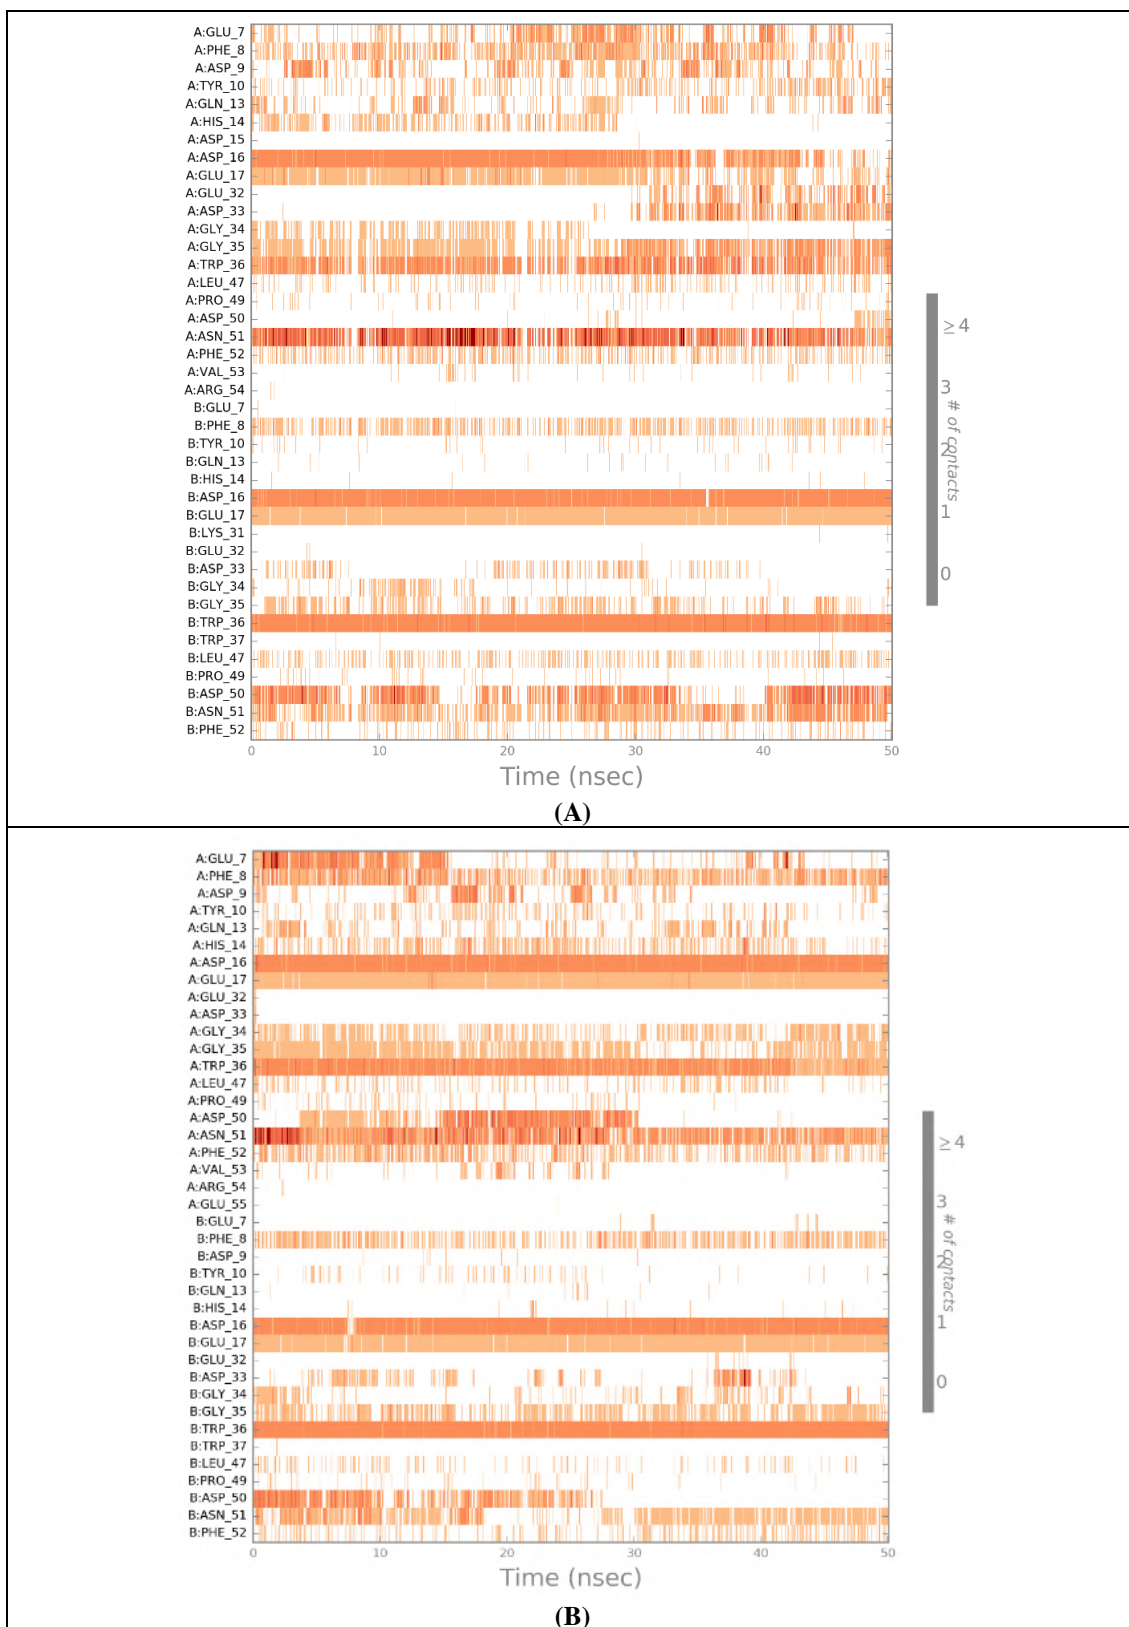 A:GLU_7
A:PHE_8
A:ASP_9
A:TYR_10
A:GLN_13
A:HIS_14
A:ASP_15
A:ASP_16
A:GLU_17
A:GLU_32
A:ASP_33
A:GLY_34
A:GLY_35
A:TRP_36
A:LEU_47
A:PRO_49
A:ASP_50
A:ASN_51
A:PHE_52
A:VAL_53
A:ARG_54
B:GLU_7
B:PHE_8
B:TYR_10
B:GLN_13
B:HIS_14
B:ASP_16
B:GLU_17
B:LYS_31
B:GLU_32
B:ASP_33
B:GLY_34
B:GLY_35
B:TRP_36
B:TRP_37
B:LEU_47
B:PRO_49
B:ASP_50
B:ASN_51
B:PHE_52
0 10 20 30 40 50
Time (nsec)
≥4
3
2
1
0
# of contacts
(A)
A:GLU_7
A:PHE_8
A:ASP_9
A:TYR_10
A:GLN_13
A:HIS_14
A:ASP_16
A:GLU_17
A:GLU_32
A:ASP_33
A:GLY_34
A:GLY_35
A:TRP_36
A:LEU_47
A:PRO_49
A:ASP_50
A:ASN_51
A:PHE_52
A:VAL_53
A:ARG_54
A:GLU_55
B:GLU_7
B:PHE_8
B:ASP_9
B:TYR_10
B:GLN_13
B:HIS_14
B:ASP_16
B:GLU_17
B:GLU_32
B:ASP_33
B:GLY_34
B:GLY_35
B:TRP_36
B:TRP_37
B:LEU_47
B:PRO_49
B:ASP_50
B:ASN_51
B:PHE_52
0 10 20 30 40 50
Time (nsec)
≥4
3
2
1
0
# of contacts
(B)